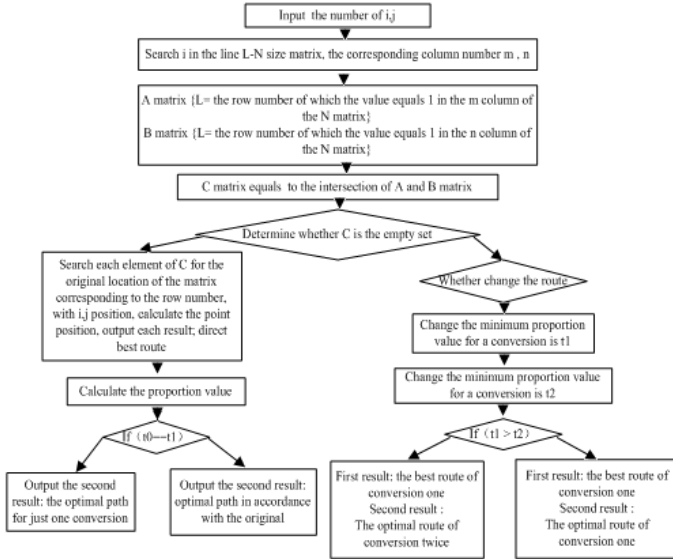 Input the number of i,j
Search i in the line L-N size matrix, the corresponding column number m , n
A matrix {L= the row number of which the value equals 1 in the m column of
the N matrix}
B matrix {L= the row number of which the value equals 1 in the n column of
the N matrix}
C matrix equals to the intersection of A and B matrix
Determine whether C is the empty set
Search each element of C for the
original location of the matrix
corresponding to the row number,
with i,j position, calculate the point
position, output each result; direct
best route
Whether change the route
Change the minimum proportion
value for a conversion is t1
Calculate the proportion value
Change the minimum proportion value
for a conversion is t2
If（t0---t1）
If（t1 > t2）
Output the second
result: the optimal path
for just one conversion
Output the second result:
optimal path in accordance
with the original
First result: the best route of
conversion one
Second result :
The optimal route of
conversion twice
First result: the best route of
conversion one
Second result :
The optimal route of
conversion one